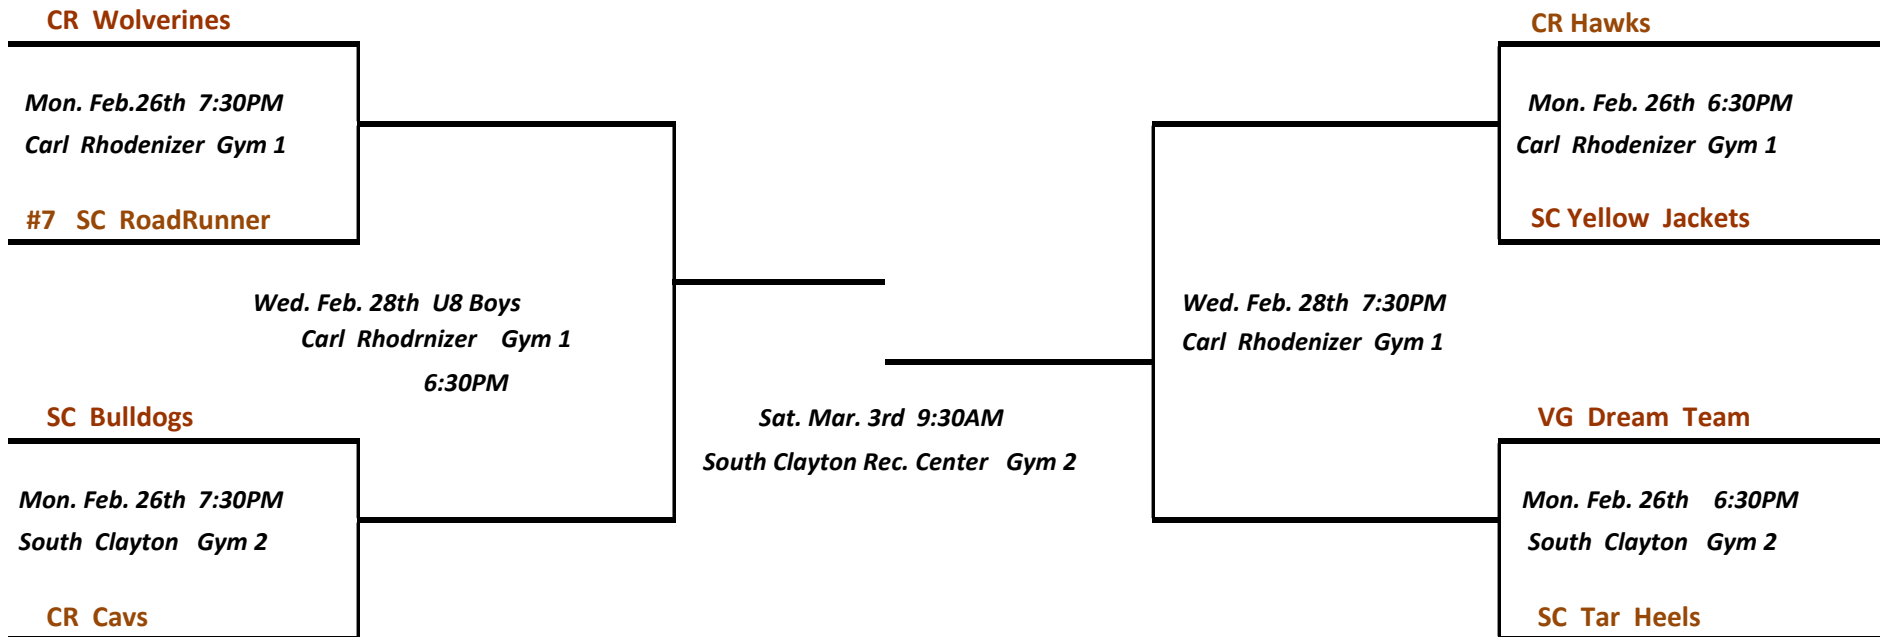 CR Wolverines
Mon. Feb.26th 7:30PM
Carl Rhodenizer Gym 1
#7 SC RoadRunner
Wed. Feb. 28th U8 Boys
Carl Rhodrnizer Gym 1
6:30PM
SC Bulldogs
Mon. Feb. 26th 7:30PM
South Clayton Gym 2
CR Cavs
Sat. Mar. 3rd 9:30AM
South Clayton Rec. Center Gym 2
CR Hawks
Mon. Feb. 26th 6:30PM
Carl Rhodenizer Gym 1
SC Yellow Jackets
Wed. Feb. 28th 7:30PM
Carl Rhodenizer Gym 1
VG Dream Team
Mon. Feb. 26th 6:30PM
South Clayton Gym 2
SC Tar Heels